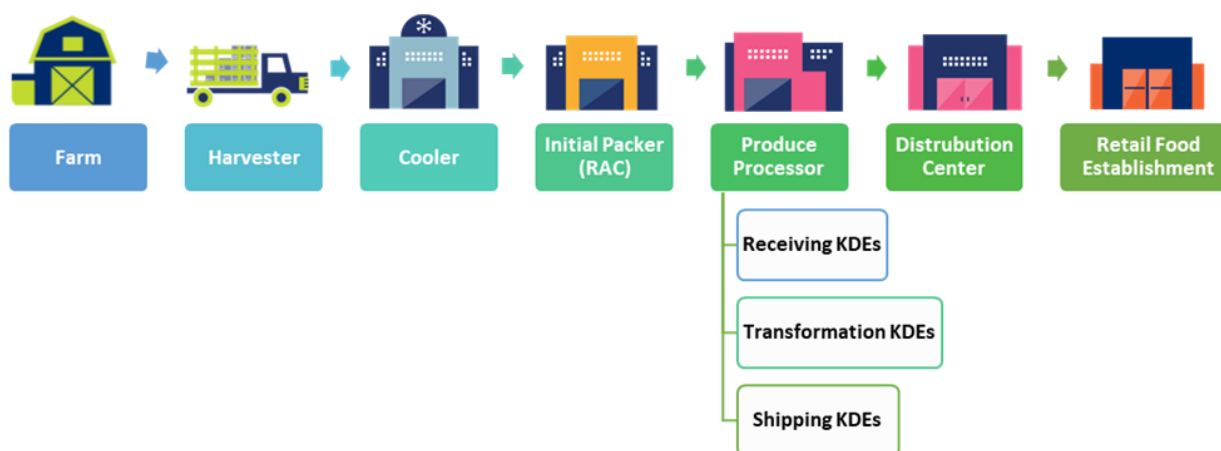 Farm
Harvester
Cooler
Initial Packer
(RAC)
Produce
Processor
Distrubution
Center
Retail Food
Establishment
Receiving KDEs
Transformation KDEs
Shipping KDEs